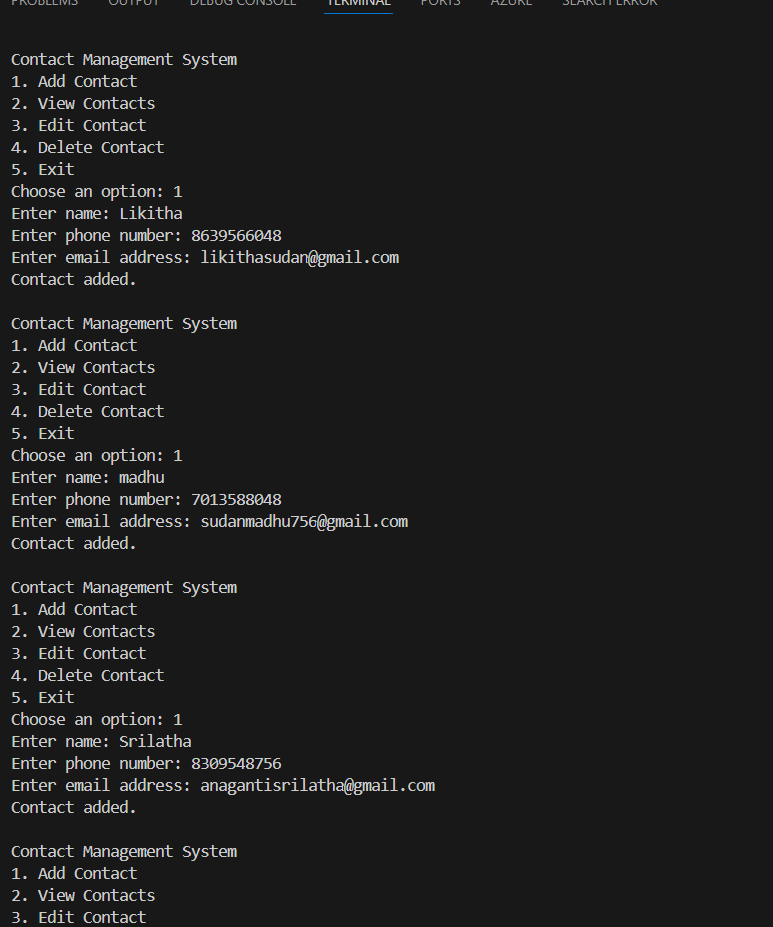 PROBLEMS OUTPUT DEBUG CONSOLE TERMINAL PORTS AZURE SEARCH ERROR
Contact Management System
1. Add Contact
2. View Contacts
3. Edit Contact
4. Delete Contact
5. Exit
Choose an option: 1
Enter name: Likitha
Enter phone number: 8639566048
Enter email address: likithasudan@gmail.com
Contact added.
Contact Management System
1. Add Contact
2. View Contacts
3. Edit Contact
4. Delete Contact
5. Exit
Choose an option: 1
Enter name: madhu
Enter phone number: 7013588048
Enter email address: sudanmadhu756@gmail.com
Contact added.
Contact Management System
1. Add Contact
2. View Contacts
3. Edit Contact
4. Delete Contact
5. Exit
Choose an option: 1
Enter name: Srilatha
Enter phone number: 8309548756
Enter email address: anagantisrilatha@gmail.com
Contact added.
Contact Management System
1. Add Contact
2. View Contacts
3. Edit Contact